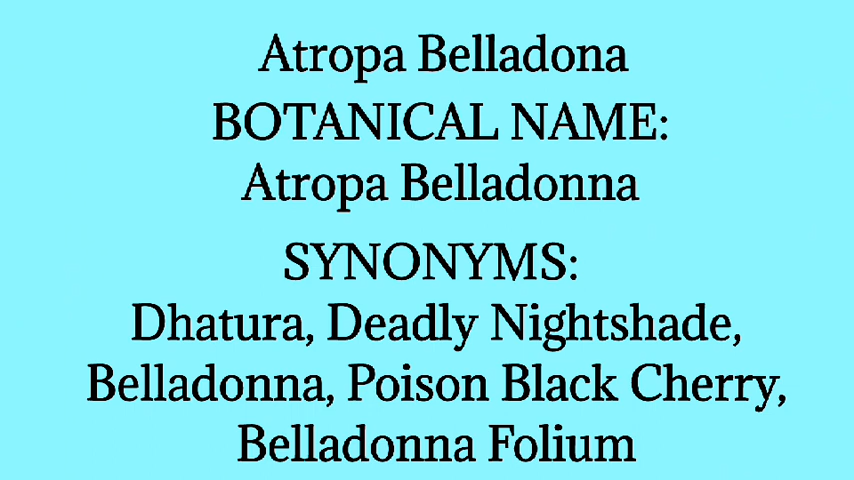 Atropa Belladona
BOTANICAL NAME:
Atropa Belladonna
SYNONYMS:
Dhatura, Deadly Nightshade,
Belladonna, Poison Black Cherry,
Belladonna Folium